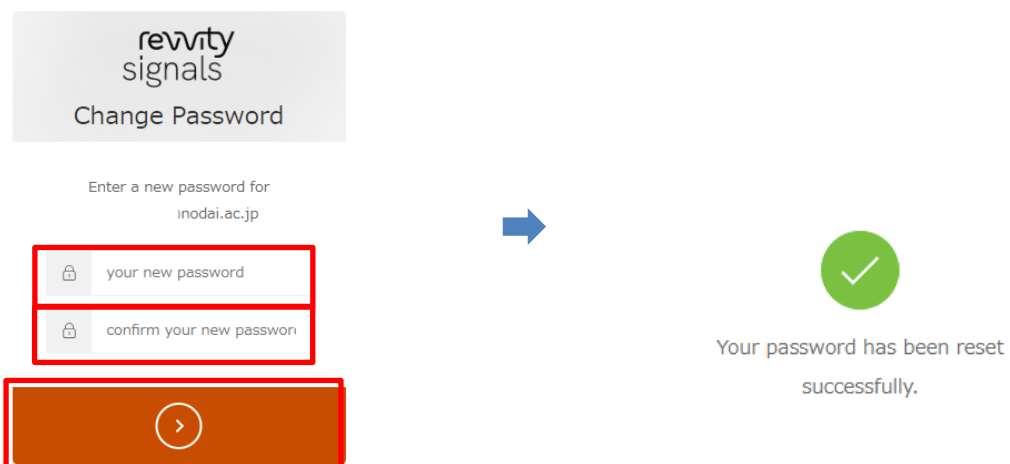 revvity
signals
Change Password
Enter a new password for
nodai.ac.jp
your new password
confirm your new passwor
Your password has been reset
successfully.